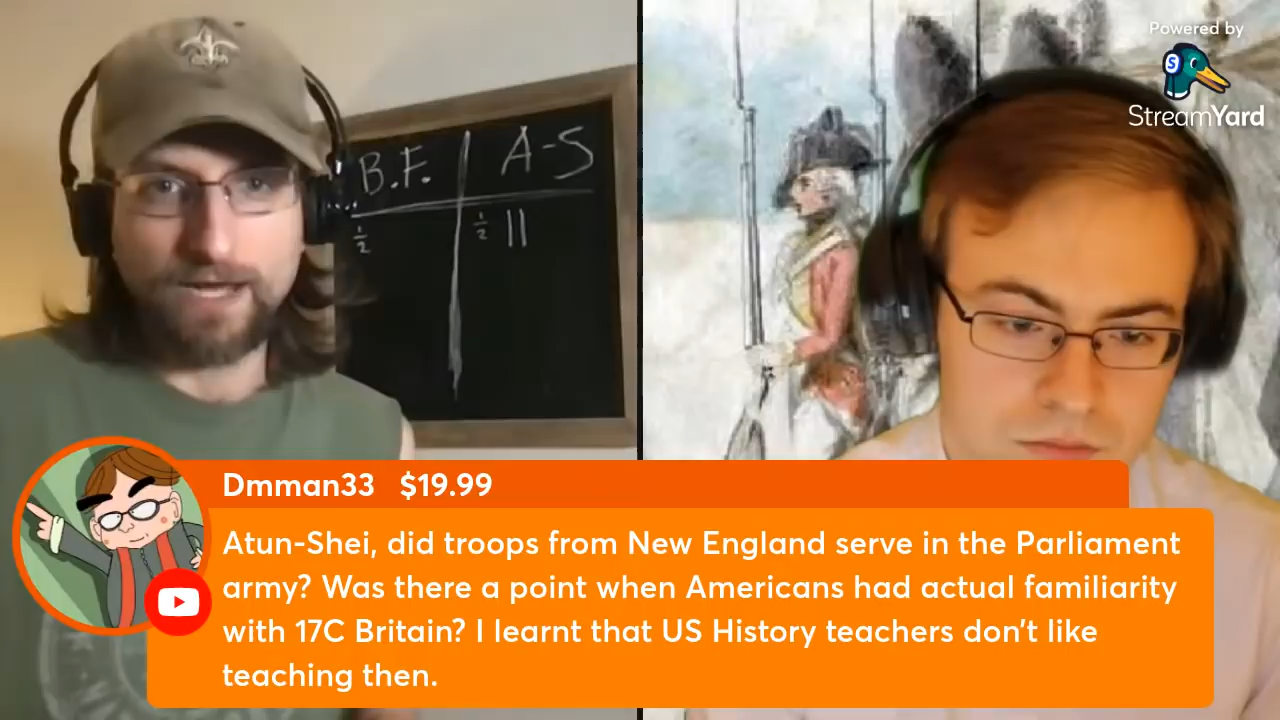 Powered by
S
StreamYard
B.F. A-S
½ ½ ||
Dmman33 $19.99
Atun-Shei, did troops from New England serve in the Parliament
army? Was there a point when Americans had actual familiarity
with 17C Britain? I learnt that US History teachers don't like
teaching then.